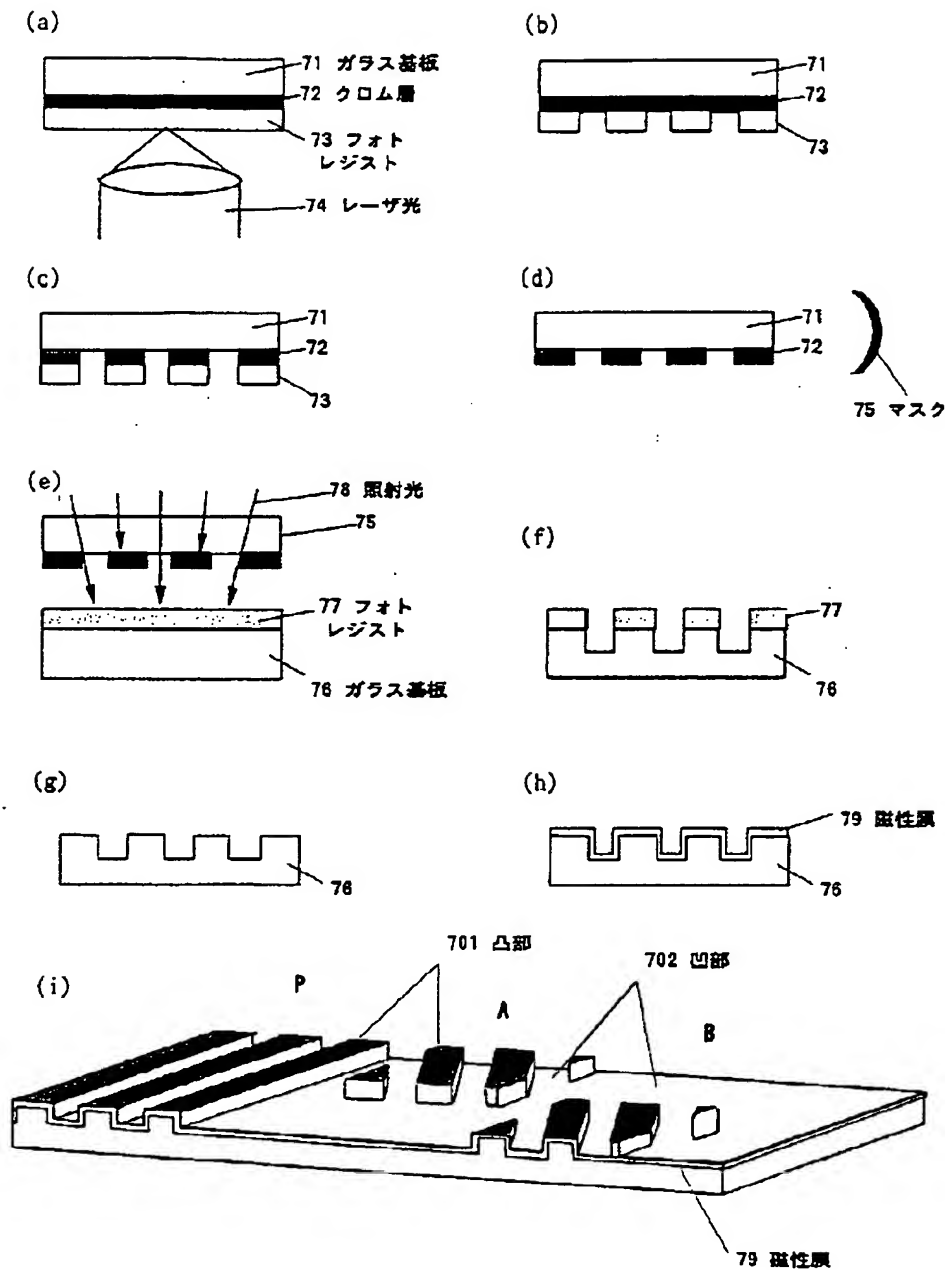 (a)
71 ガラス基板
72 クロム層
73 フォト
レジスト
74 レーザ光
(b)
71
72
73
(c)
71
72
73
(d)
71
72
75 マスク
(e)
78 照射光
75
77 フォト
レジスト
76 ガラス基板
(f)
77
76
(g)
76
(h)
79 磁性膜
76
(i)
P
701 凸部
A
702 凹部
B
79 磁性膜